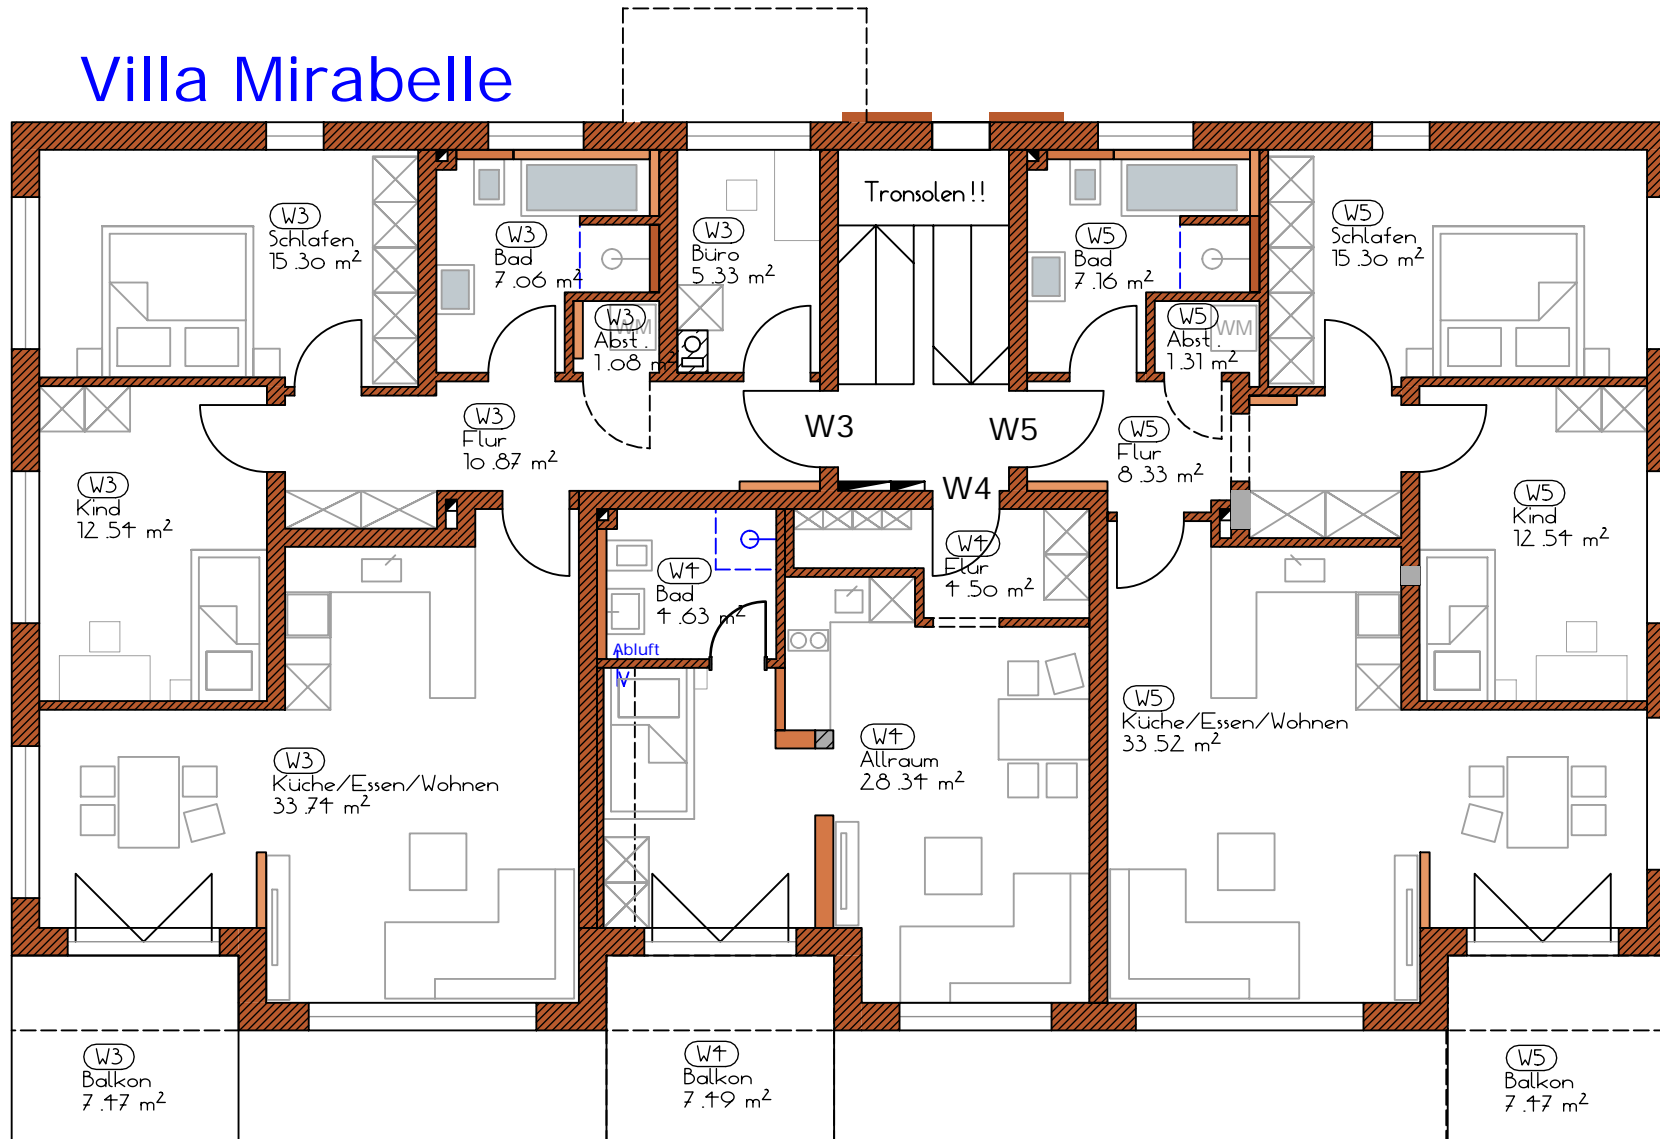 Villa Mirabelle
Tronsolen !!
W3
Schlafen
15.30 m²
W3
Bad
7.06 m²
W3
Büro
5.33 m²
W5
Bad
7.16 m²
W5
Schlafen
15.30 m²
W3
Abst.
1.08 m²
WM
W5
Abst.
1.31 m²
WM
W3
Flur
10.87 m²
W3
W5
W4
W5
Flur
8.33 m²
W3
Kind
12.54 m²
W5
Kind
12.54 m²
W4
Bad
4.63 m²
W4
Flur
4.50 m²
Abluft
W3
Küche/Essen/Wohnen
33.74 m²
W4
Allraum
28.34 m²
W5
Küche/Essen/Wohnen
33.52 m²
W3
Balkon
7.47 m²
W4
Balkon
7.49 m²
W5
Balkon
7.47 m²